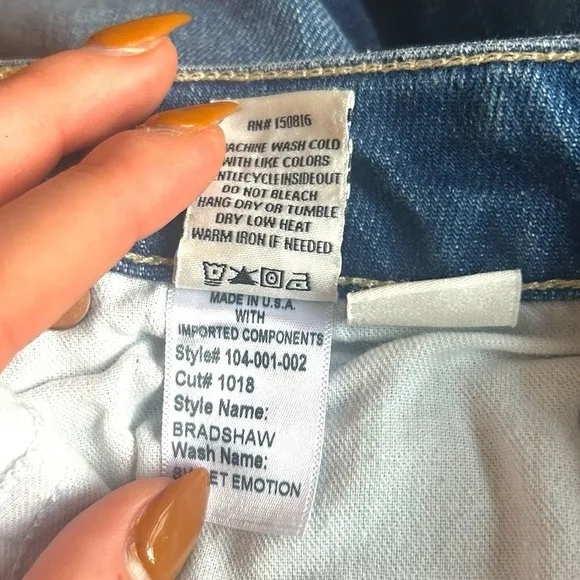 RN# 150816
ACHINE WASH COLD
WITH LIKE COLORS
ENTLECYCLEINSIDEOUT
DO NOT BLEACH
HANG DRY OR TUMBLE
DRY LOW HEAT
WARM IRON IF NEEDED
MADE IN U.S.A.
WITH
IMPORTED COMPONENTS
Style# 104-001-002
Cut# 1018
Style Name:
BRADSHAW
Wash Name:
EMOTION